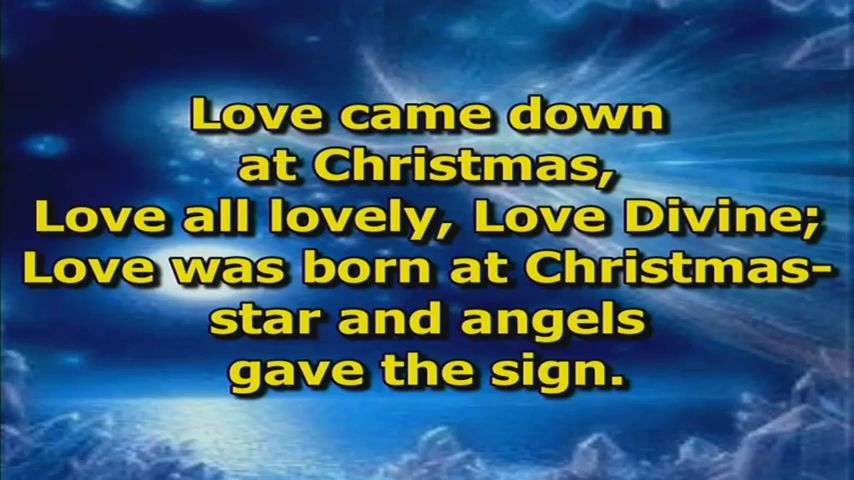 Love came down
at Christmas,
Love all lovely, Love Divine;
Love was born at Christmas-
star and angels
gave the sign.